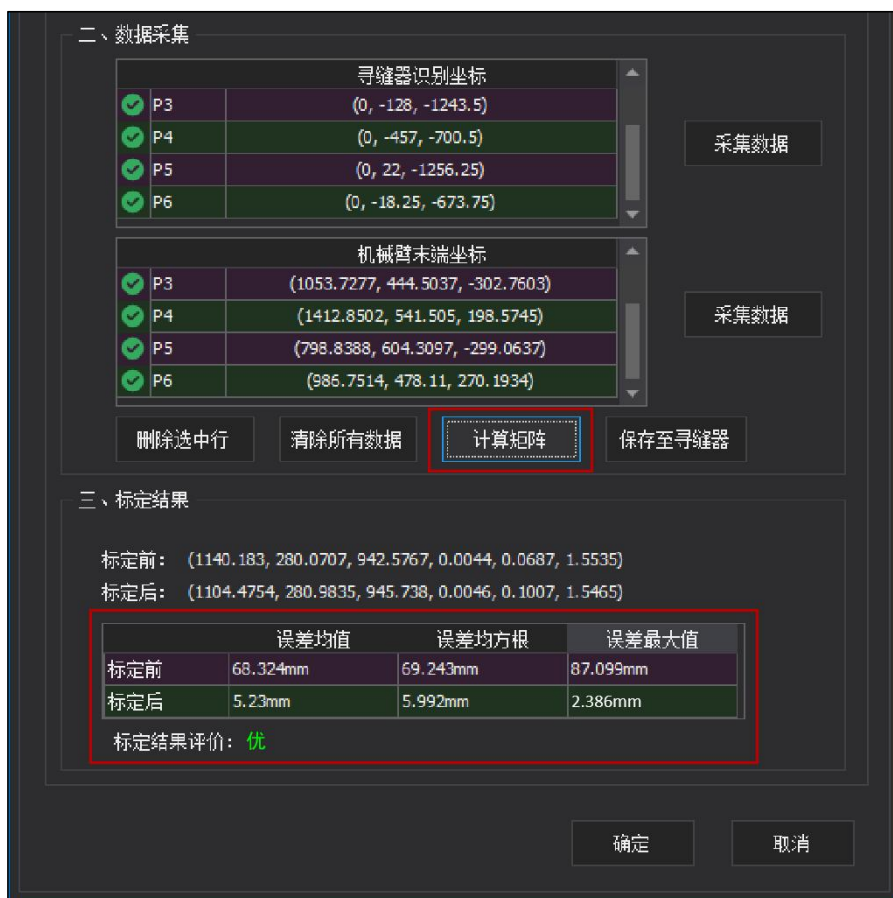 二、数据采集
寻缝器识别坐标
P3 (0, -128, -1243.5)
P4 (0, -457, -700.5)
采集数据
P5 (0, 22, -1256.25)
P6 (0, -18.25, -673.75)
机械臂末端坐标
P3 (1053.7277, 444.5037, -302.7603)
P4 (1412.8502, 541.505, 198.5745)
采集数据
P5 (798.8388, 604.3097, -299.0637)
P6 (986.7514, 478.11, 270.1934)
删除选中行 清除所有数据 计算矩阵 保存至寻缝器
三、标定结果
标定前: (1140.183, 280.0707, 942.5767, 0.0044, 0.0687, 1.5535)
标定后: (1104.4754, 280.9835, 945.738, 0.0046, 0.1007, 1.5465)
误差均值 误差均方根 误差最大值
标定前 68.324mm 69.243mm 87.099mm
标定后 5.23mm 5.992mm 2.386mm
标定结果评价: 优
确定 取消